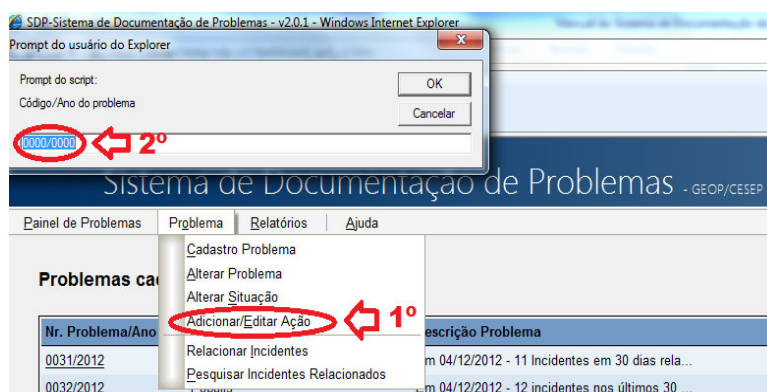 SDP-Sistema de Documentação de Problemas - v2.0.1 - Windows Internet Explorer
Prompt do usuário do Explorer
Prompt do script:
Código/Ano do problema
OK
Cancelar
0000/0000
2º
Sistema de Documentação de Problemas - GEOP/CESEP
Painel de Problemas Problema Relatórios Ajuda
Cadastro Problema
Alterar Problema
Alterar Situação
Adicionar/Editar Ação
1º
Relacionar Incidentes
Pesquisar Incidentes Relacionados
Problemas ca
Nr. Problema/Ano escrição Problema
0031/2012 m 04/12/2012 - 11 Incidentes em 30 dias rela...
0032/2012 m 04/12/2012 - 12 incidentes nos últimos 30 ...